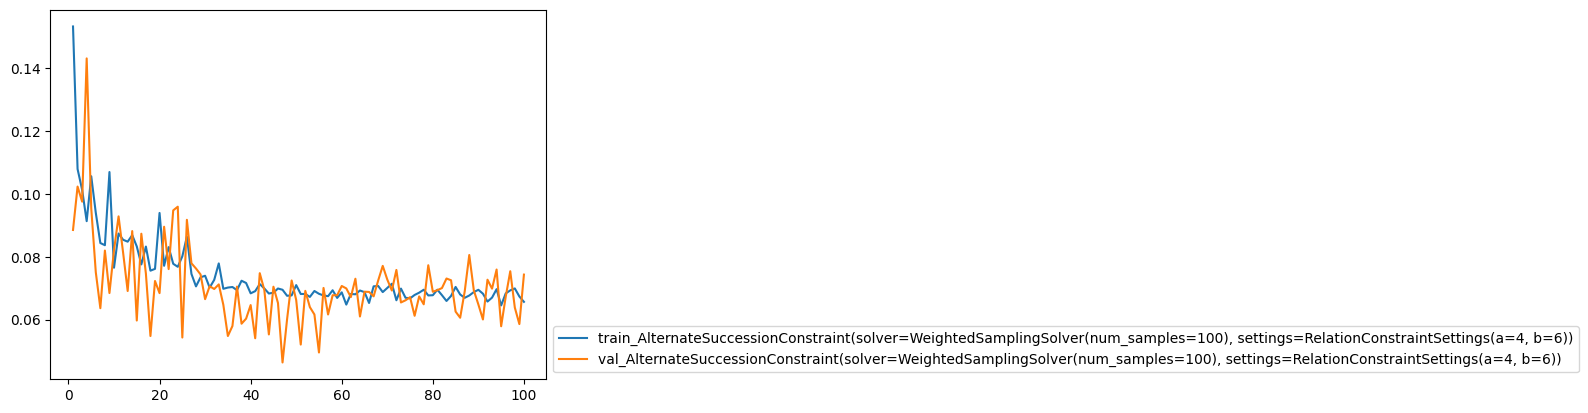 0.14
0.12
0.10
0.08
0.06
0 20 40 60 80 100
train_AlternateSuccessionConstraint(solver=WeightedSamplingSolver(num_samples=100), settings=RelationConstraintSettings(a=4, b=6))
val_AlternateSuccessionConstraint(solver=WeightedSamplingSolver(num_samples=100), settings=RelationConstraintSettings(a=4, b=6))